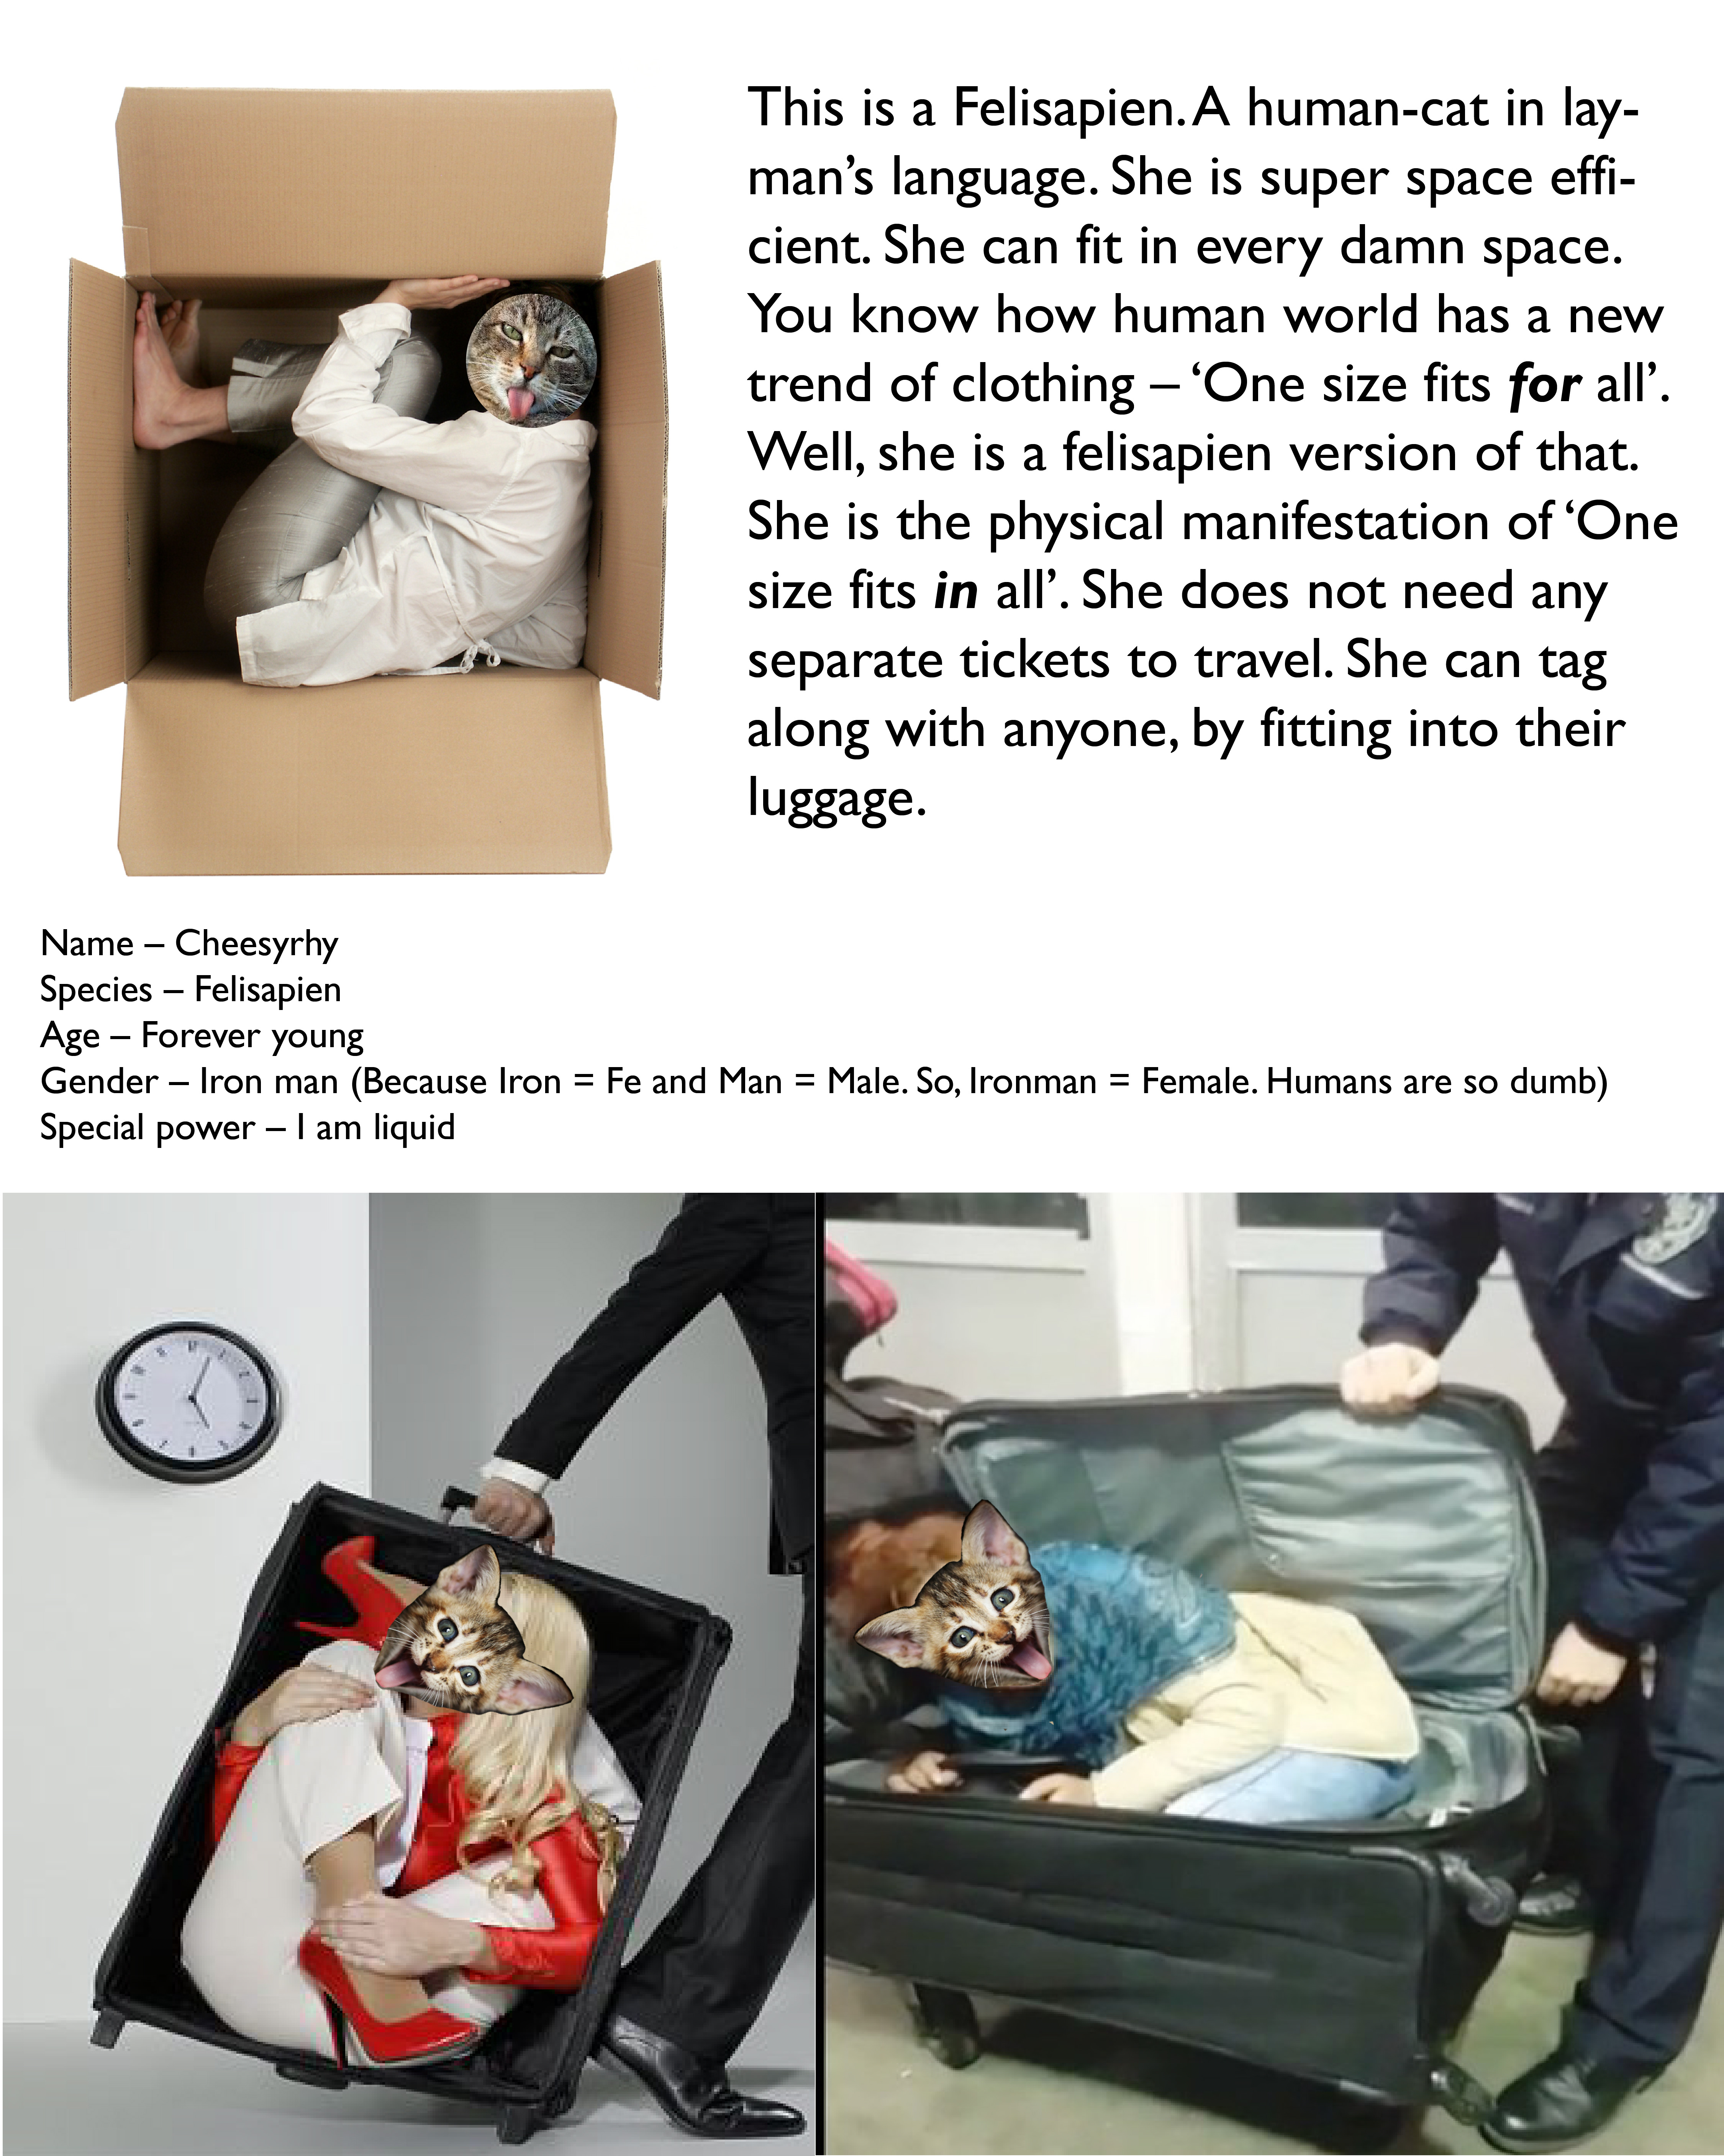 This is a Felisapien. A human-cat in lay-
man’s language. She is super space effi-
cient. She can fit in every damn space.
You know how human world has a new
trend of clothing – ‘One size fits for all’.
Well, she is a felisapien version of that.
She is the physical manifestation of ‘One
size fits in all’. She does not need any
separate tickets to travel. She can tag
along with anyone, by fitting into their
luggage.
Name – Cheesyrhy
Species – Felisapien
Age – Forever young
Gender – Iron man (Because Iron = Fe and Man = Male. So, Ironman = Female. Humans are so dumb)
Special power – I am liquid